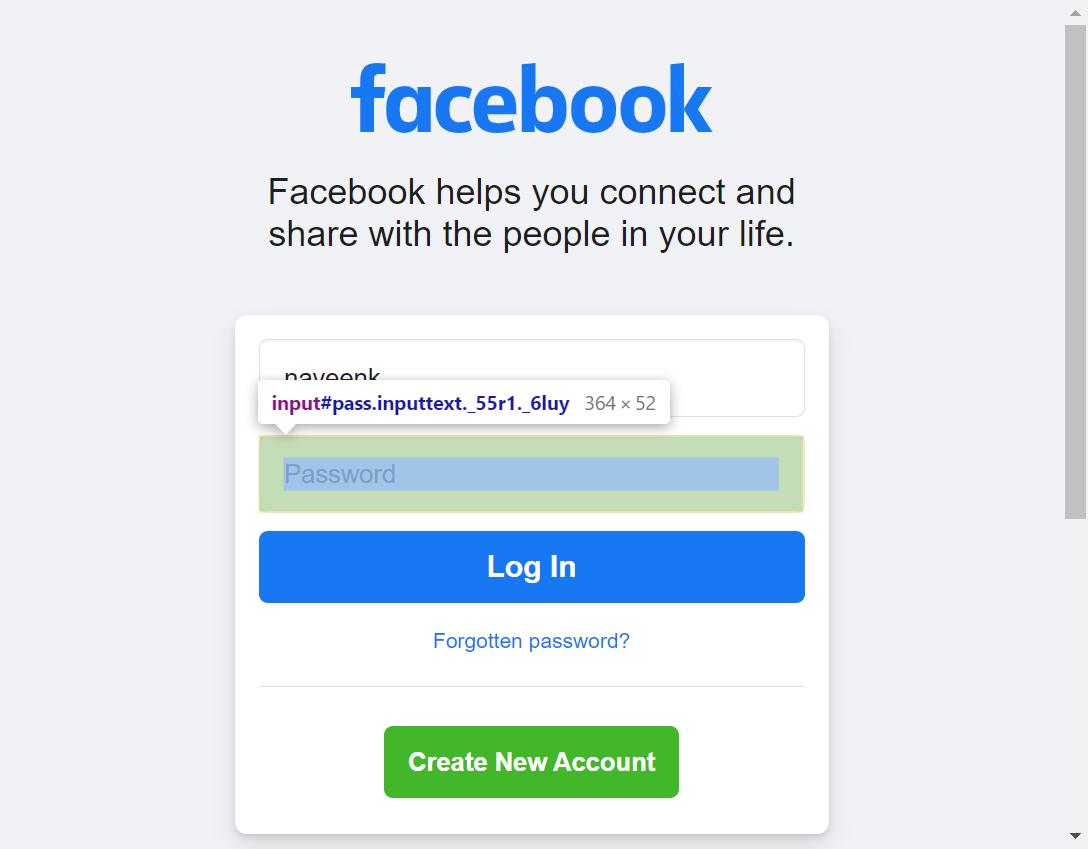 facebook
Facebook helps you connect and
share with the people in your life.
naveenk
input#pass.inputtext._55r1._6luy 364 × 52
Password
Log In
Forgotten password?
Create New Account